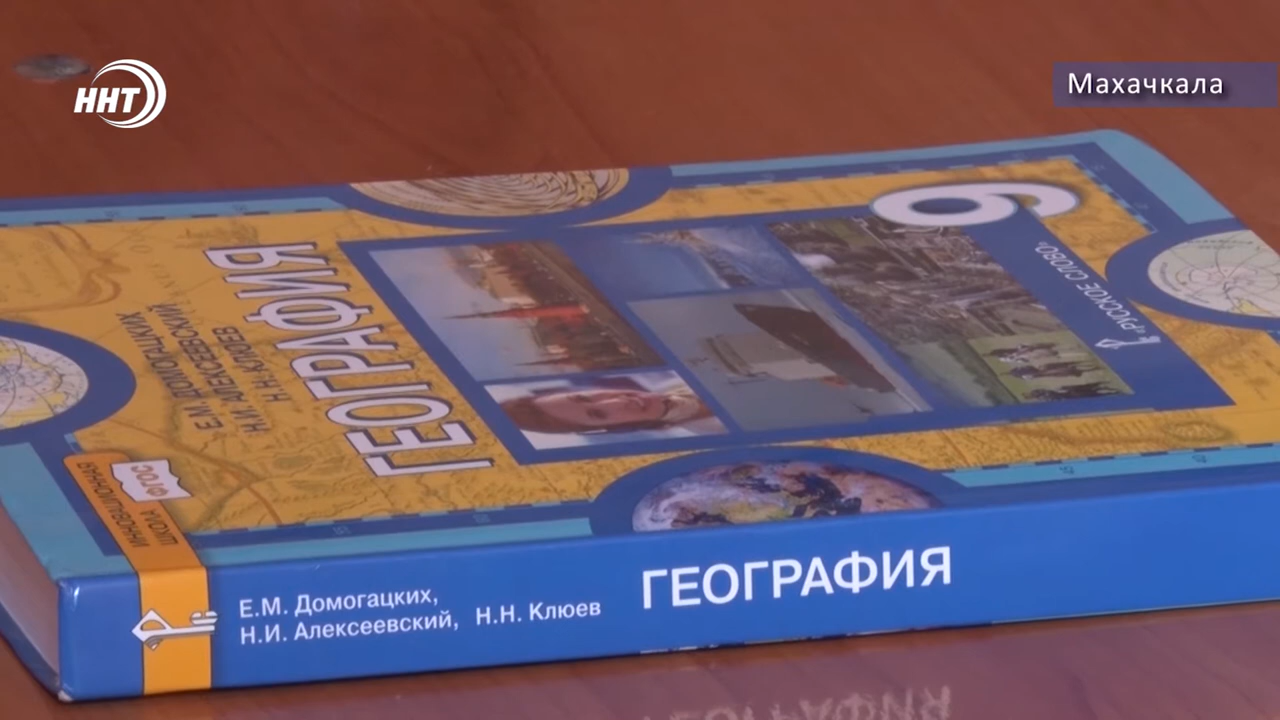 ННТ
Махачкала
Е.М. ДОМОГАЦКИХ
Н.И. АЛЕКСЕЕВСКИЙ
Н.Н. КЛЮЕВ
ГЕОГРАФИЯ
9
«РУССКОЕ СЛОВО»
ИННОВАЦИОННАЯ
ШКОЛА
ФГОС
Е.М. Домогацких,
Н.И. Алексеевский, Н.Н. Клюев
ГЕОГРАФИЯ